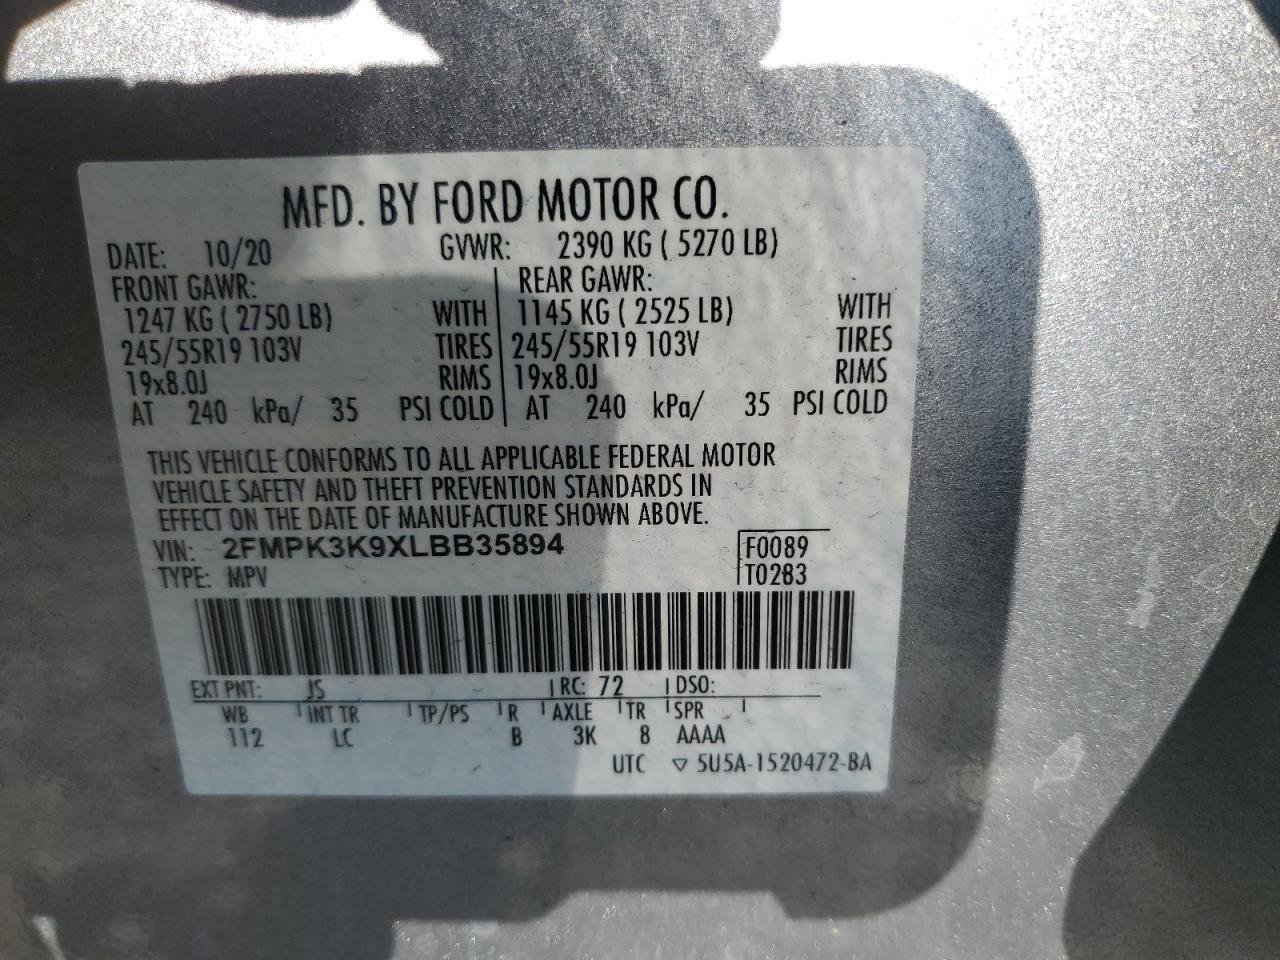 MFD. BY FORD MOTOR CO.
DATE: 10/20 GVWR: 2390 KG ( 5270 LB)
FRONT GAWR: REAR GAWR:
1247 KG ( 2750 LB) WITH 1145 KG ( 2525 LB) WITH
245/55R19 103V TIRES 245/55R19 103V TIRES
19x8.0J RIMS 19x8.0J RIMS
AT 240 kPa/ 35 PSI COLD AT 240 kPa/ 35 PSI COLD
THIS VEHICLE CONFORMS TO ALL APPLICABLE FEDERAL MOTOR
VEHICLE SAFETY AND THEFT PREVENTION STANDARDS IN
EFFECT ON THE DATE OF MANUFACTURE SHOWN ABOVE.
VIN: 2FMPK3K9XLBB35894 F0089
TYPE: MPV T0283
EXT PNT: JS RC: 72 DSO:
WB INT TR TP/PS R AXLE TR SPR
112 LC B 3K 8 AAAA
UTC ▽ 5U5A-1520472-BA